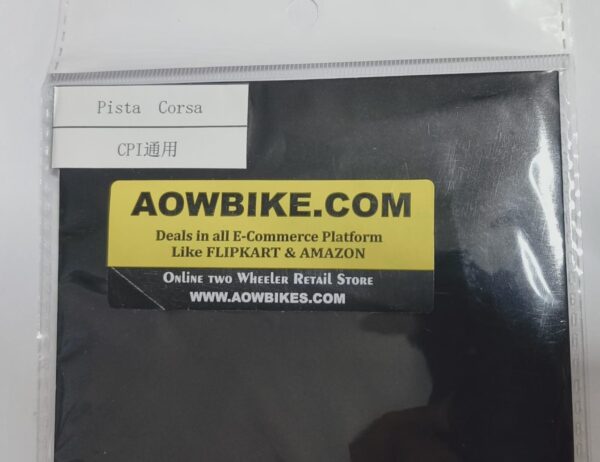 Pista Corsa
CPI通用
AOWBIKE.COM
Deals in all E-Commerce Platform
Like FLIPKART & AMAZON
ONLINE TWO WHEELER RETAIL STORE
WWW.AOWBIKES.COM